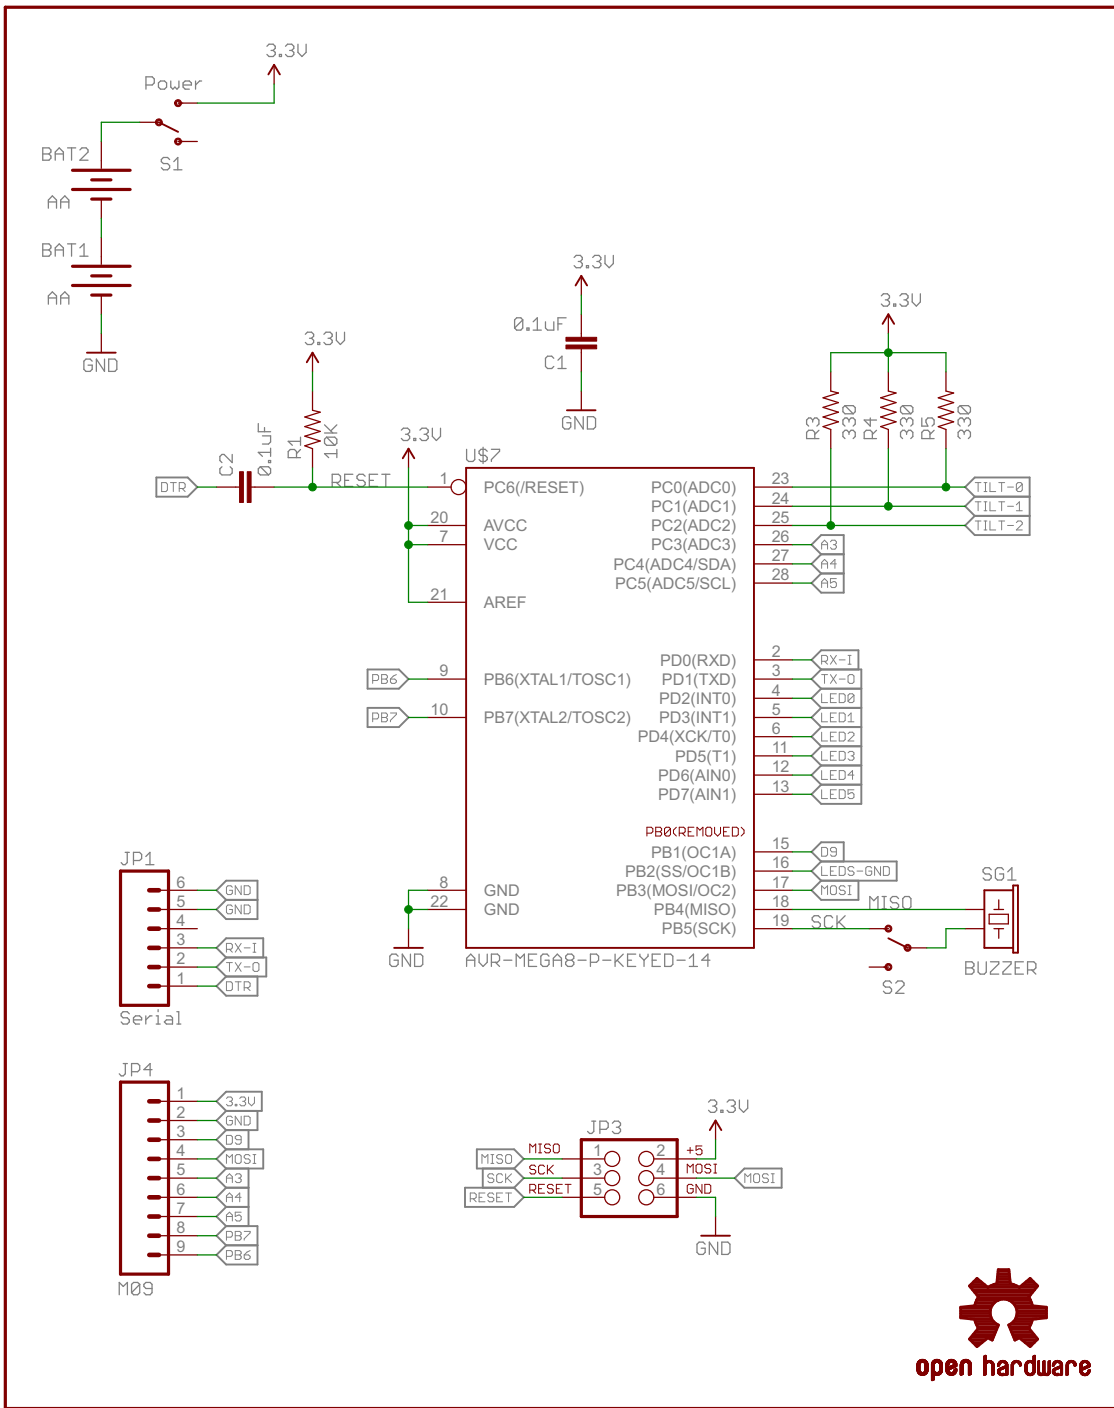 3.3V
Power
S1
BAT2
AA
BAT1
AA
GND
3.3V
0.1uF
C1
GND
3.3V
R3
330
R4
330
R5
330
3.3V
R1
10K
C2
0.1uF
DTR
RESET
3.3V
U$7
1
PC6(/RESET)
20
AVCC
7
VCC
21
AREF
9
PB6
PB6(XTAL1/TOSC1)
10
PB7
PB7(XTAL2/TOSC2)
8
GND
22
GND
GND
PC0(ADC0)
23
TILT-0
PC1(ADC1)
24
TILT-1
PC2(ADC2)
25
TILT-2
PC3(ADC3)
26
A3
PC4(ADC4/SDA)
27
A4
PC5(ADC5/SCL)
28
A5
PD0(RXD)
2
RX-I
PD1(TXD)
3
TX-O
PD2(INT0)
4
LED0
PD3(INT1)
5
LED1
PD4(XCK/T0)
6
LED2
PD5(T1)
11
LED3
PD6(AIN0)
12
LED4
PD7(AIN1)
13
LED5
PB0(REMOVED)
PB1(OC1A)
15
D9
PB2(SS/OC1B)
16
LEDS-GND
PB3(MOSI/OC2)
17
MOSI
PB4(MISO)
18
MISO
PB5(SCK)
19
SCK
AVR-MEGA8-P-KEYED-14
SG1
BUZZER
S2
JP1
6
GND
5
GND
4
3
RX-I
2
TX-O
1
DTR
Serial
JP4
1
3.3V
2
GND
3
D9
4
MOSI
5
A3
6
A4
7
A5
8
PB7
9
PB6
M09
JP3
3.3V
MISO
MISO
1
2
+5
SCK
SCK
3
4
MOSI
MOSI
RESET
RESET
5
6
GND
GND
open hardware